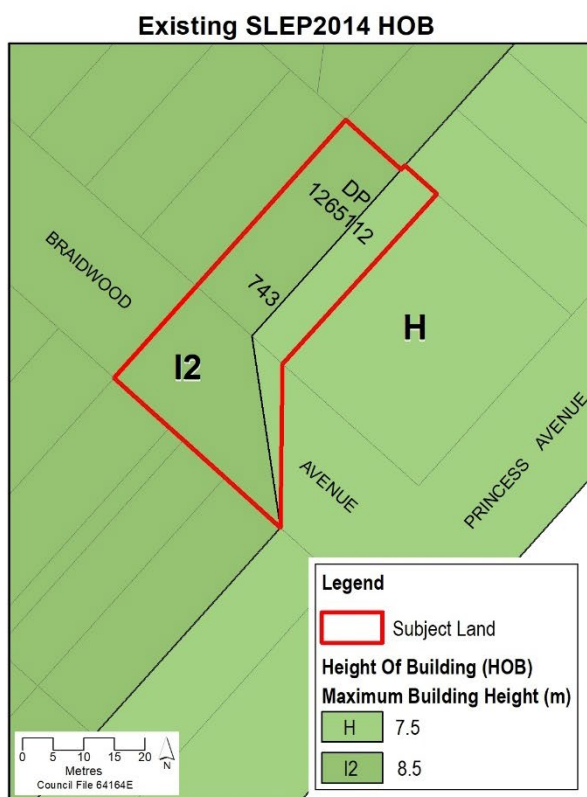 Existing SLEP2014 HOB
DP
1265112
BRAIDWOOD
743
H
I2
AVENUE
PRINCESS AVENUE
Legend
Subject Land
Height Of Building (HOB)
Maximum Building Height (m)
H 7.5
I2 8.5
0 5 10 15 20
Metres
N
Council File 64164E